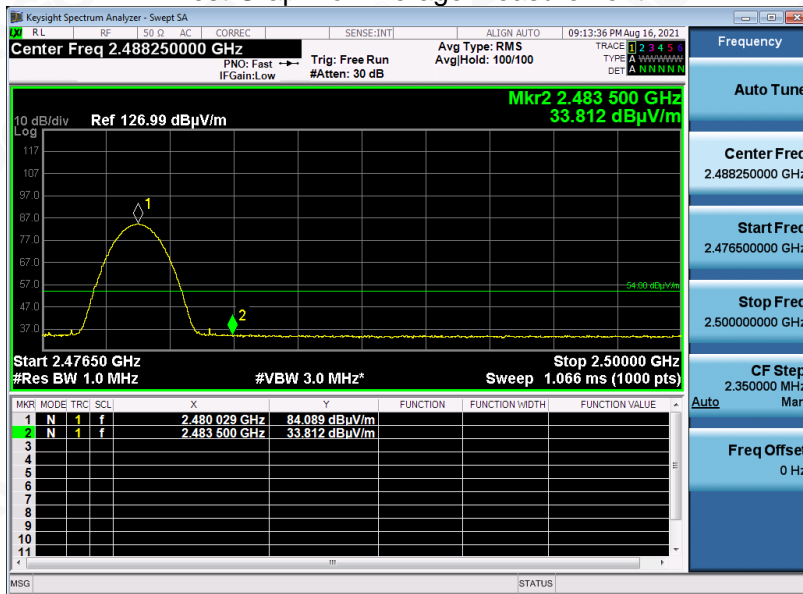 Keysight Spectrum Analyzer - Swept SA
LXI RL RF 50 Ω AC CORREC SENSE:INT ALIGN AUTO 09:13:36 PM Aug 16, 2021
Center Freq 2.488250000 GHz
PNO: Fast
IFGain:Low
Trig: Free Run
#Atten: 30 dB
Avg Type: RMS
Avg|Hold: 100/100
TRACE 1 2 3 4 5 6
TYPE A WWWWW
DET A N N N N N
Mkr2 2.483 500 GHz
33.812 dBµV/m
10 dB/div Ref 126.99 dBµV/m
Log
117
107
97.0
87.0
77.0
67.0
57.0
47.0
37.0
1
2
54.00 dBµV/m
Start 2.47650 GHz Stop 2.50000 GHz
#Res BW 1.0 MHz #VBW 3.0 MHz* Sweep 1.066 ms (1000 pts)
MKR MODE TRC SCL X Y FUNCTION FUNCTION WIDTH FUNCTION VALUE
1 N 1 f 2.480 029 GHz 84.089 dBµV/m
2 N 1 f 2.483 500 GHz 33.812 dBµV/m
3
4
5
6
7
8
9
10
11
MSG STATUS
Frequency
Auto Tune
Center Freq
2.488250000 GHz
Start Freq
2.476500000 GHz
Stop Freq
2.500000000 GHz
CF Step
2.350000 MHz
Auto Man
Freq Offset
0 Hz